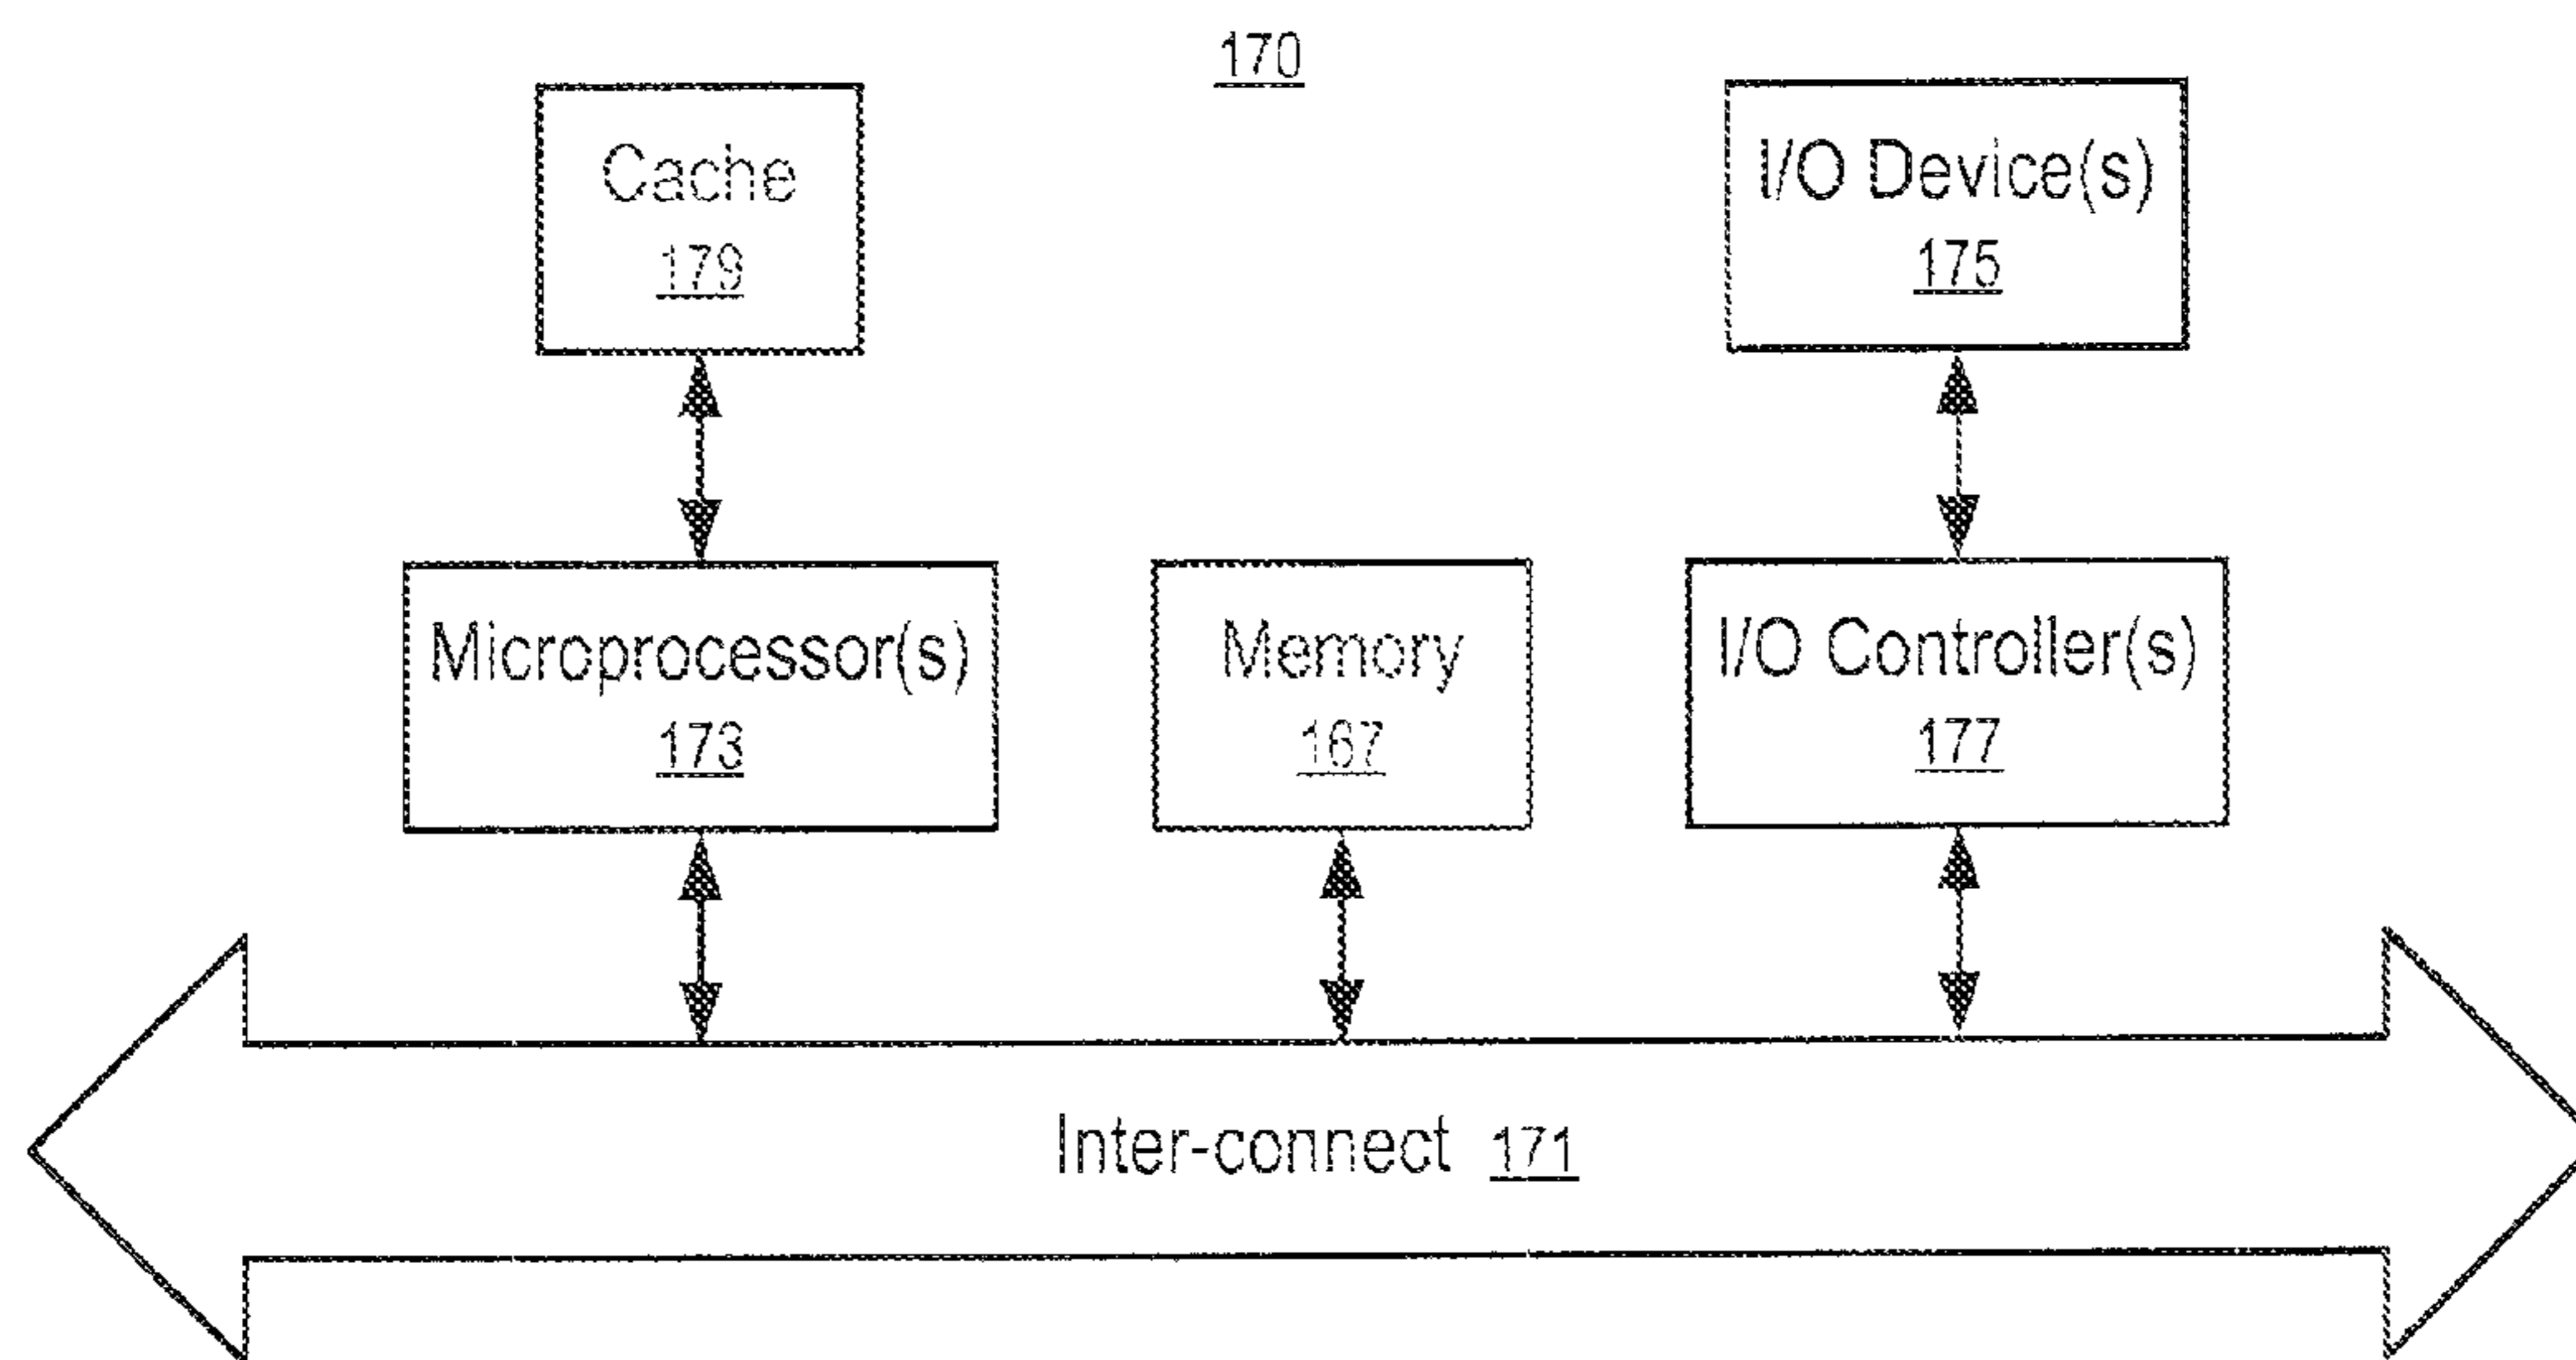 170
Cache
179
I/O Device(s)
175
Microprocessor(s)
173
Memory
167
I/O Controller(s)
177
Inter-connect 171